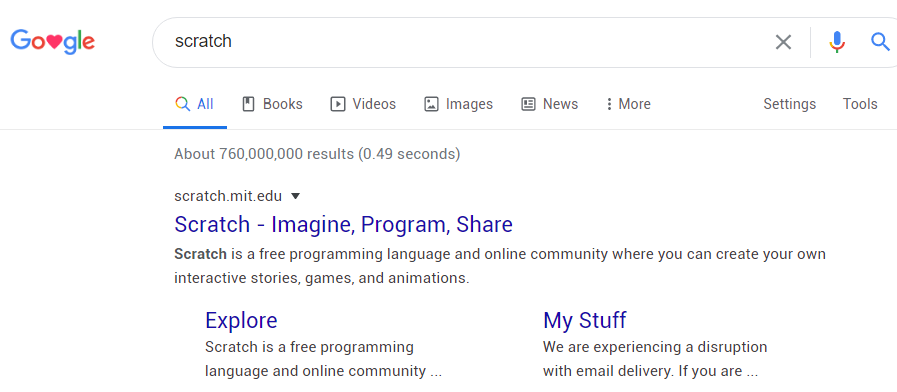 Google
scratch
All Books Videos Images News More Settings Tools
About 760,000,000 results (0.49 seconds)
scratch.mit.edu
Scratch - Imagine, Program, Share
Scratch is a free programming language and online community where you can create your own
interactive stories, games, and animations.
Explore
Scratch is a free programming
language and online community ...
My Stuff
We are experiencing a disruption
with email delivery. If you are ...